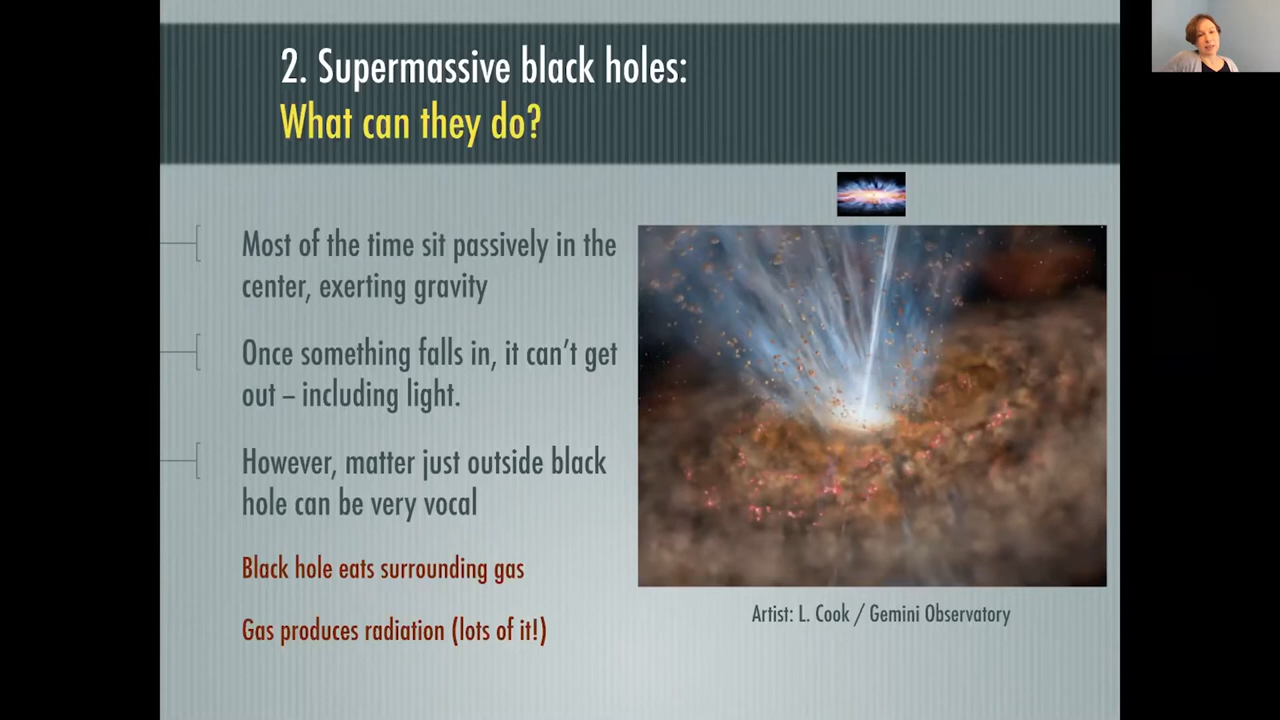 2. Supermassive black holes:
What can they do?
Most of the time sit passively in the
center, exerting gravity
Once something falls in, it can’t get
out – including light.
However, matter just outside black
hole can be very vocal
Black hole eats surrounding gas
Gas produces radiation (lots of it!)
Artist: L. Cook / Gemini Observatory